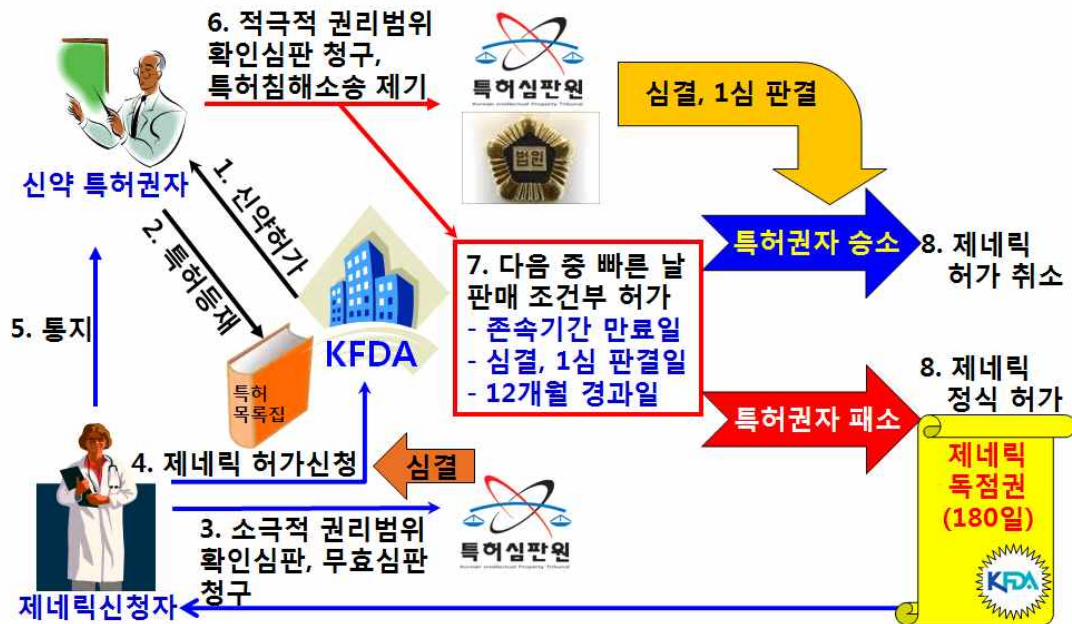 6. 적극적 권리범위
확인심판 청구,
특허침해소송 제기
특허심판원
Korean Intellectual Property Tribunal
법원
심결, 1심 판결
신약 특허권자
1. 신약허가
2. 특허등재
5. 통지
KFDA
특허
목록집
7. 다음 중 빠른 날
판매 조건부 허가
- 존속기간 만료일
- 심결, 1심 판결일
- 12개월 경과일
특허권자 승소
8. 제네릭
허가 취소
특허권자 패소
8. 제네릭
정식 허가
제네릭
독점권
(180일)
KFDA
4. 제네릭 허가신청
심결
3. 소극적 권리범위
확인심판, 무효심판
청구
특허심판원
Korean Intellectual Property Tribunal
제네릭신청자